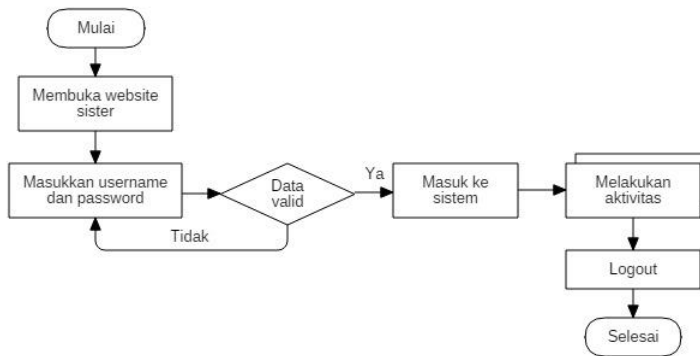 Mulai
Membuka website
sister
Masukkan username
dan password
Data
valid
Ya
Tidak
Masuk ke
sistem
Melakukan
aktivitas
Logout
Selesai